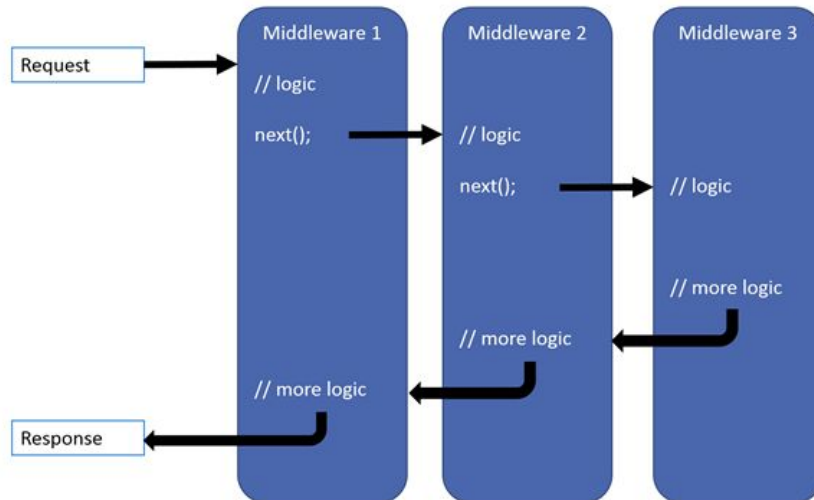 Middleware 1
Middleware 2
Middleware 3
Request
// logic
next();
// logic
next();
// logic
// more logic
// more logic
// more logic
Response